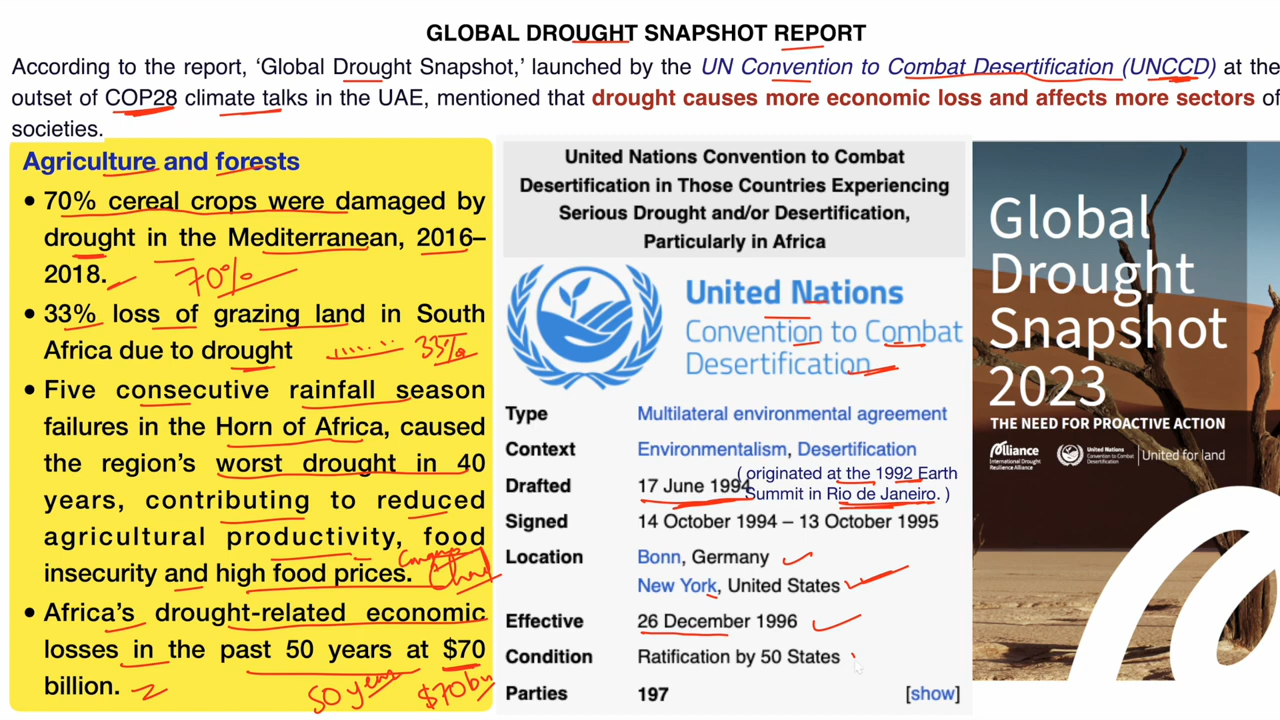 GLOBAL DROUGHT SNAPSHOT REPORT
According to the report, ‘Global Drought Snapshot,’ launched by the UN Convention to Combat Desertification (UNCCD) at the
outset of COP28 climate talks in the UAE, mentioned that drought causes more economic loss and affects more sectors of
societies.
Agriculture and forests
• 70% cereal crops were damaged by
drought in the Mediterranean, 2016–
2018.
70%
• 33% loss of grazing land in South
Africa due to drought
33%
• Five consecutive rainfall season
failures in the Horn of Africa, caused
the region’s worst drought in 40
years, contributing to reduced
agricultural productivity, food
insecurity and high food prices.
• Africa’s drought-related economic
losses in the past 50 years at $70
billion.
50 years
$70bn
United Nations Convention to Combat
Desertification in Those Countries Experiencing
Serious Drought and/or Desertification,
Particularly in Africa
United Nations
Convention to Combat
Desertification
Type Multilateral environmental agreement
Context Environmentalism, Desertification
Drafted 17 June 1994 ( originated at the 1992 Earth
Summit in Rio de Janeiro. )
Signed 14 October 1994 – 13 October 1995
Location Bonn, Germany
New York, United States
Effective 26 December 1996
Condition Ratification by 50 States
Parties 197 [show]
Global
Drought
Snapshot
2023
THE NEED FOR PROACTIVE ACTION
Alliance
International Drought
Resilience Alliance
United Nations
Convention to Combat
Desertification
United for land